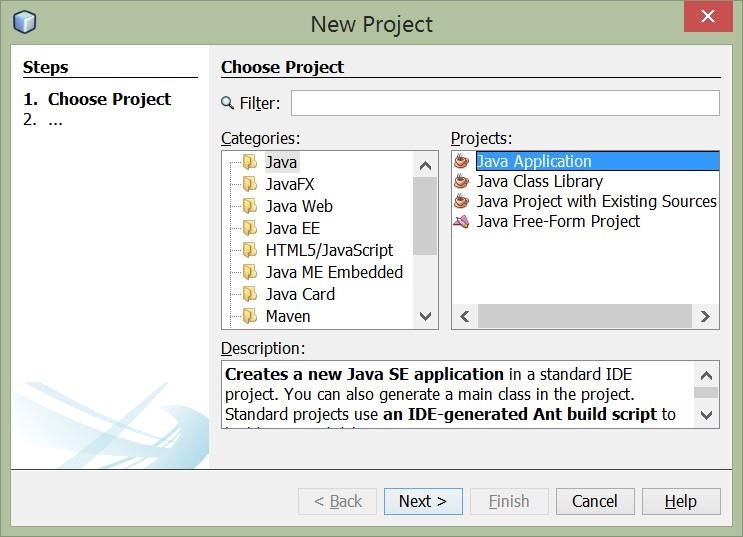 New Project
Steps
1. Choose Project
2. ...
Choose Project
Filter:
Categories:
Java
JavaFX
Java Web
Java EE
HTML5/JavaScript
Java ME Embedded
Java Card
Maven
Projects:
Java Application
Java Class Library
Java Project with Existing Sources
Java Free-Form Project
Description:
Creates a new Java SE application in a standard IDE
project. You can also generate a main class in the project.
Standard projects use an IDE-generated Ant build script to
< Back
Next >
Finish
Cancel
Help